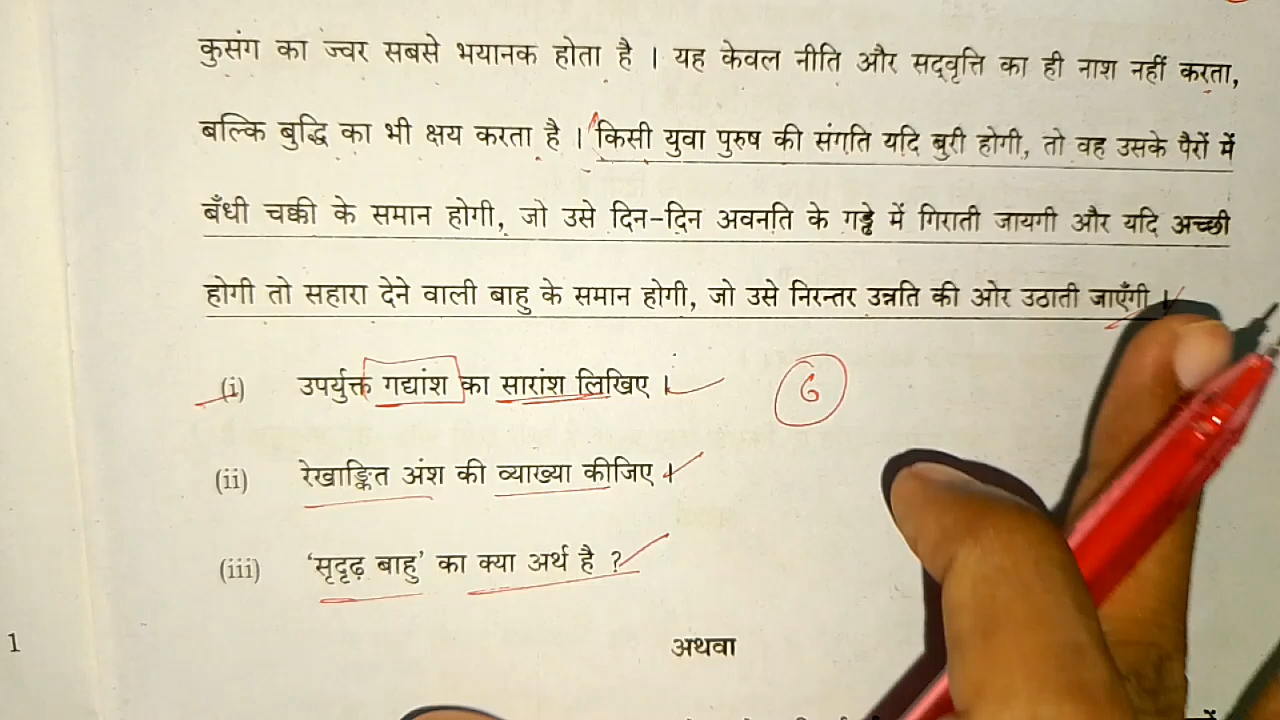 कुसंग का ज्वर सबसे भयानक होता है । यह केवल नीति और सद्‌वृत्ति का ही नाश नहीं करता,
बल्कि बुद्धि का भी क्षय करता है । किसी युवा पुरुष की संगति यदि बुरी होगी, तो वह उसके पैरों में
बँधी चक्की के समान होगी, जो उसे दिन-दिन अवनति के गड्ढे में गिराती जायगी और यदि अच्छी
होगी तो सहारा देने वाली बाहु के समान होगी, जो उसे निरन्तर उन्नति की ओर उठाती जाएँगी ।
(i) उपर्युक्त गद्यांश का सारांश लिखिए । 6
(ii) रेखाङ्कित अंश की व्याख्या कीजिए ।
(iii) 'सृदृढ़ बाहु' का क्या अर्थ है ?
1
अथवा